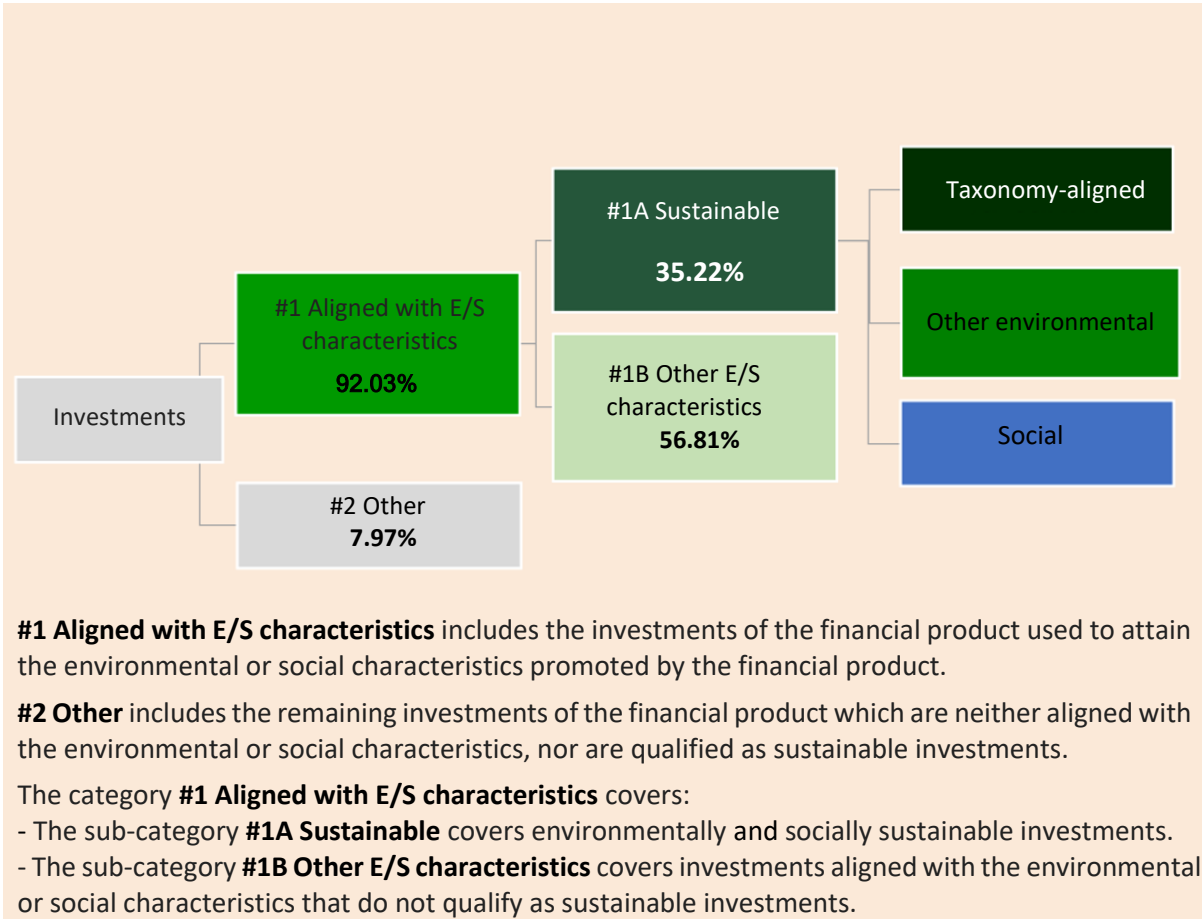 Investments
#1 Aligned with E/S
characteristics
92.03%
#2 Other
7.97%
#1A Sustainable
35.22%
#1B Other E/S
characteristics
56.81%
Taxonomy-aligned
Other environmental
Social
#1 Aligned with E/S characteristics includes the investments of the financial product used to attain
the environmental or social characteristics promoted by the financial product.
#2 Other includes the remaining investments of the financial product which are neither aligned with
the environmental or social characteristics, nor are qualified as sustainable investments.
The category #1 Aligned with E/S characteristics covers:
- The sub-category #1A Sustainable covers environmentally and socially sustainable investments.
- The sub-category #1B Other E/S characteristics covers investments aligned with the environmental
or social characteristics that do not qualify as sustainable investments.